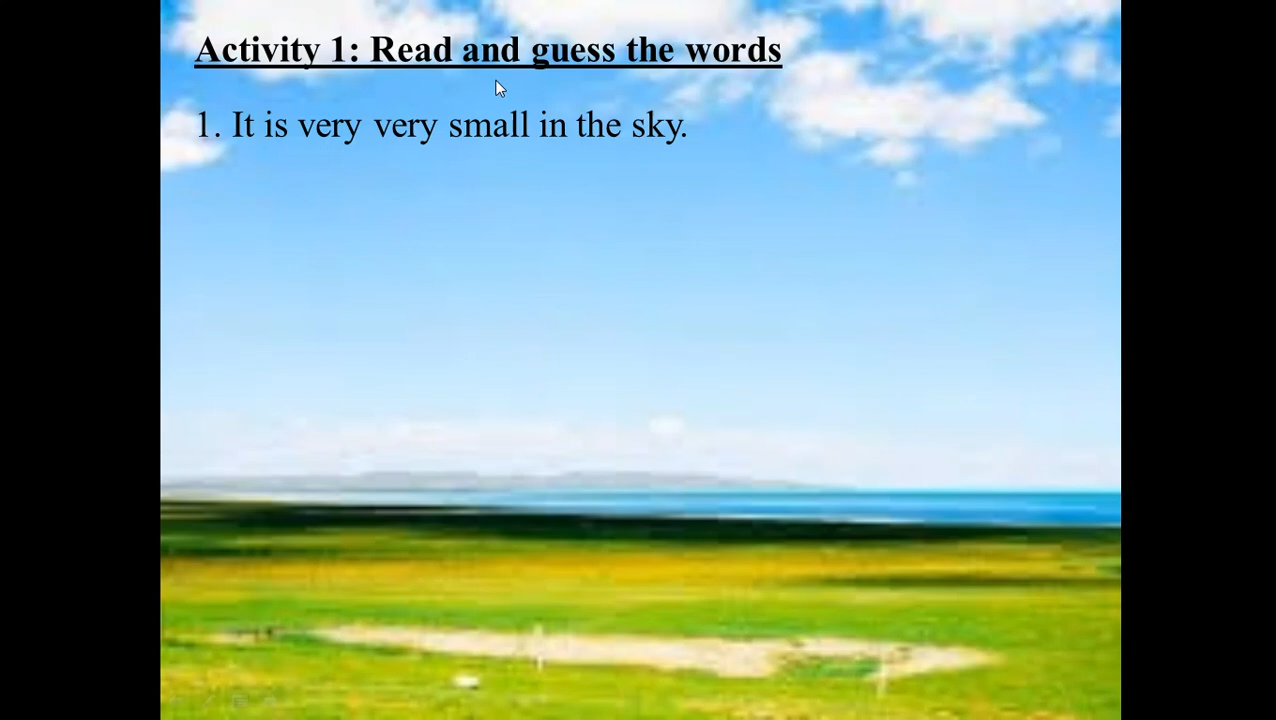 Activity 1: Read and guess the words
1. It is very very small in the sky.